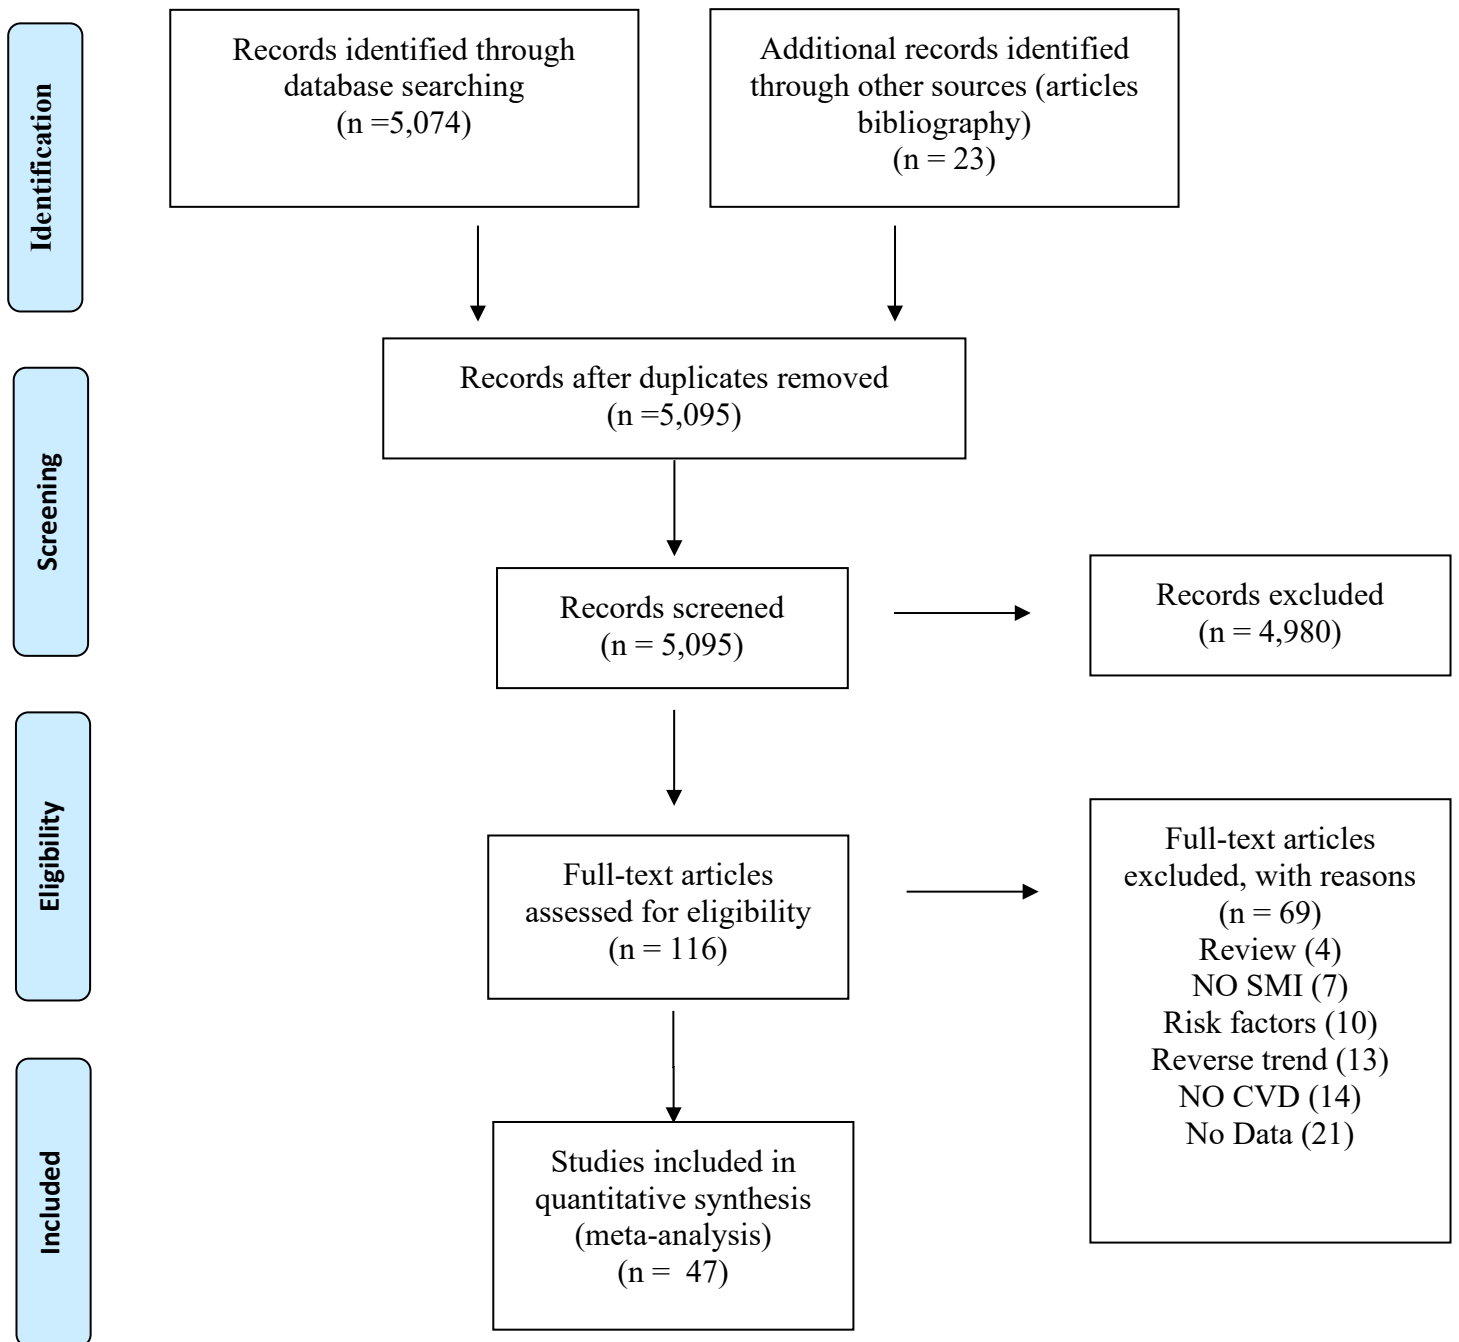 Identification
Records identified through
database searching
(n =5,074)
Additional records identified
through other sources (articles
bibliography)
(n = 23)
Records after duplicates removed
(n =5,095)
Screening
Records screened
(n = 5,095)
Records excluded
(n = 4,980)
Eligibility
Full-text articles
assessed for eligibility
(n = 116)
Full-text articles
excluded, with reasons
(n = 69)
Review (4)
NO SMI (7)
Risk factors (10)
Reverse trend (13)
NO CVD (14)
No Data (21)
Included
Studies included in
quantitative synthesis
(meta-analysis)
(n =  47)